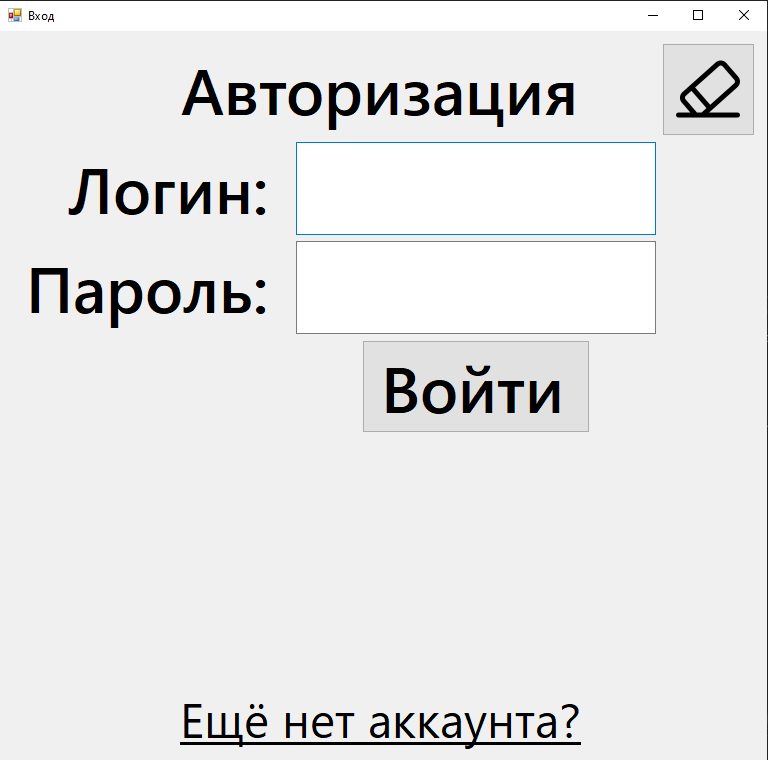 Вход
Авторизация
Логин:
Пароль:
Войти
Ещё нет аккаунта?